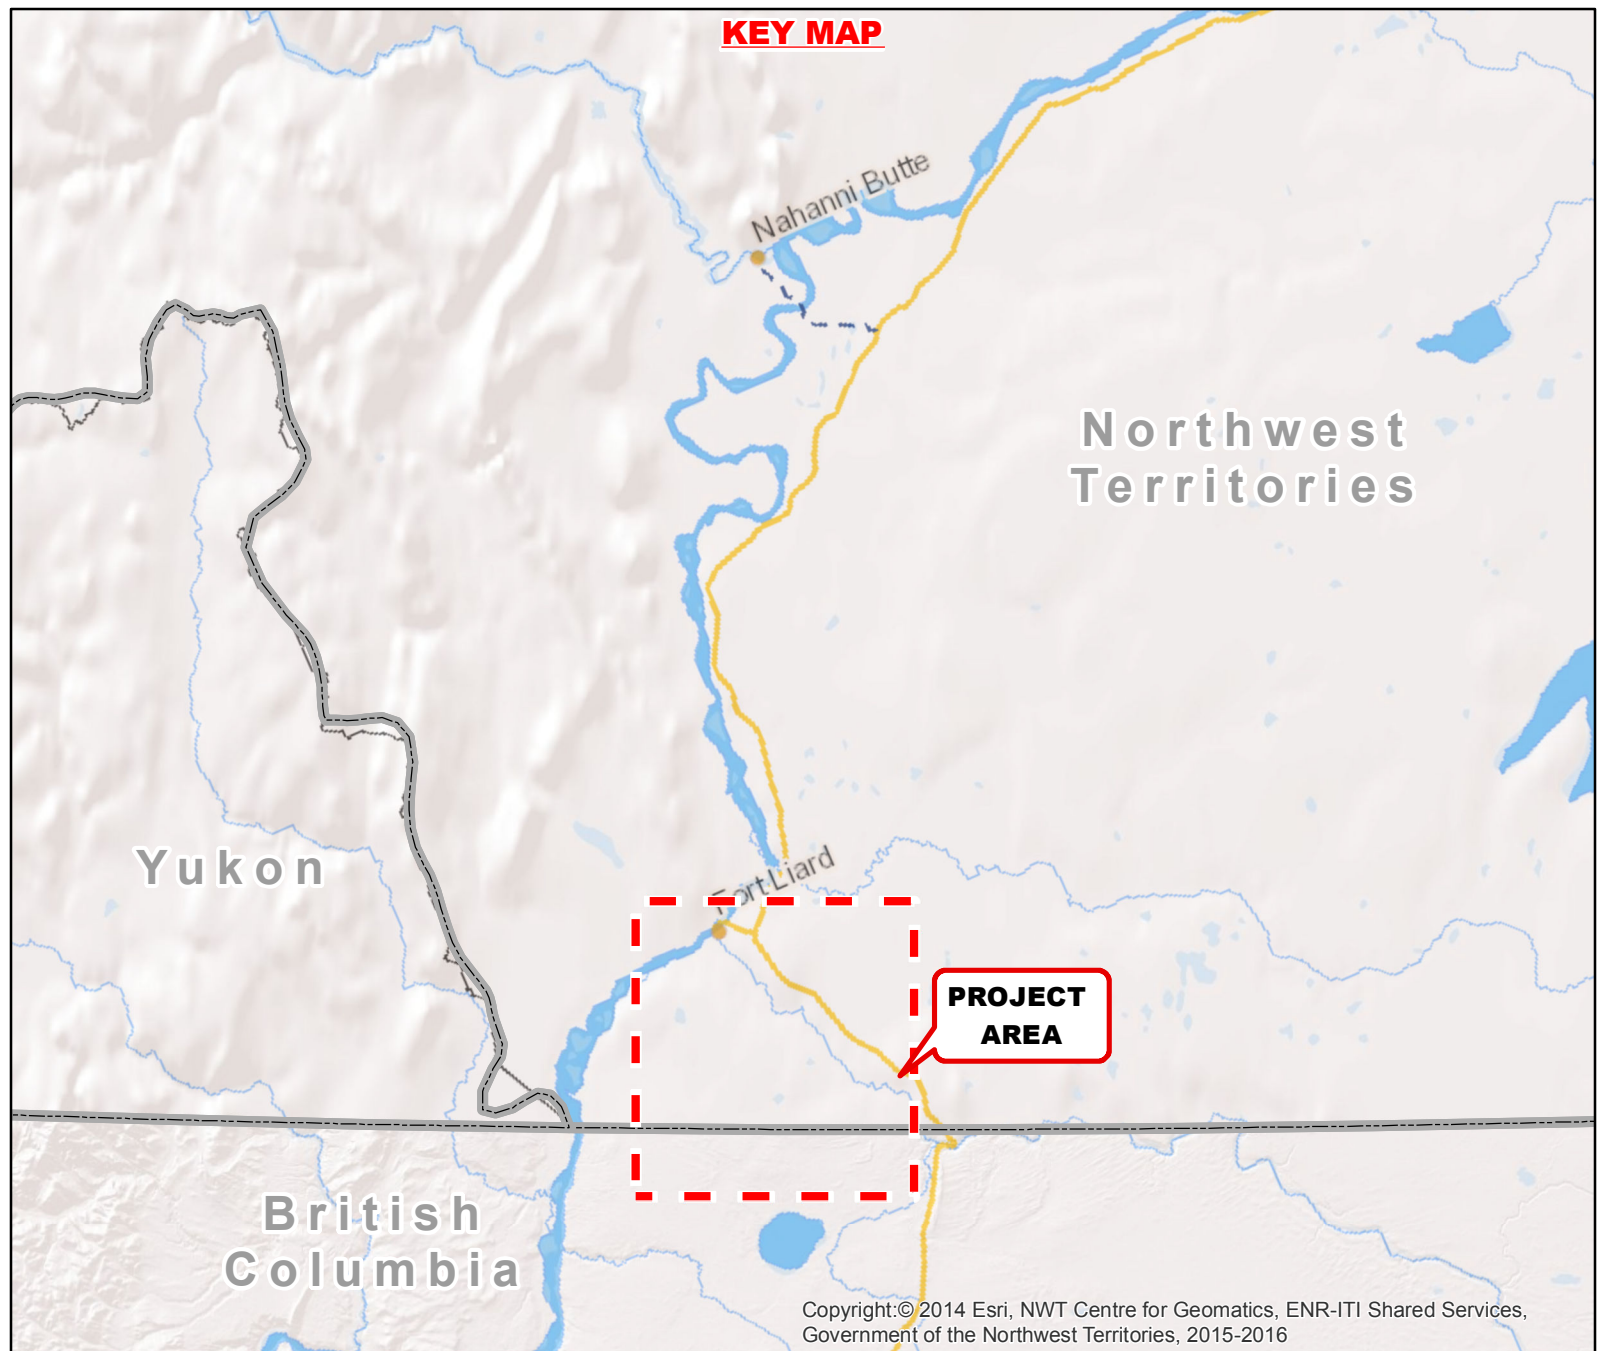 KEY MAP
Nahanni Butte
Northwest
Territories
Yukon
Fort Liard
PROJECT
AREA
British
Columbia
Copyright:© 2014 Esri, NWT Centre for Geomatics, ENR-ITI Shared Services,
Government of the Northwest Territories, 2015-2016